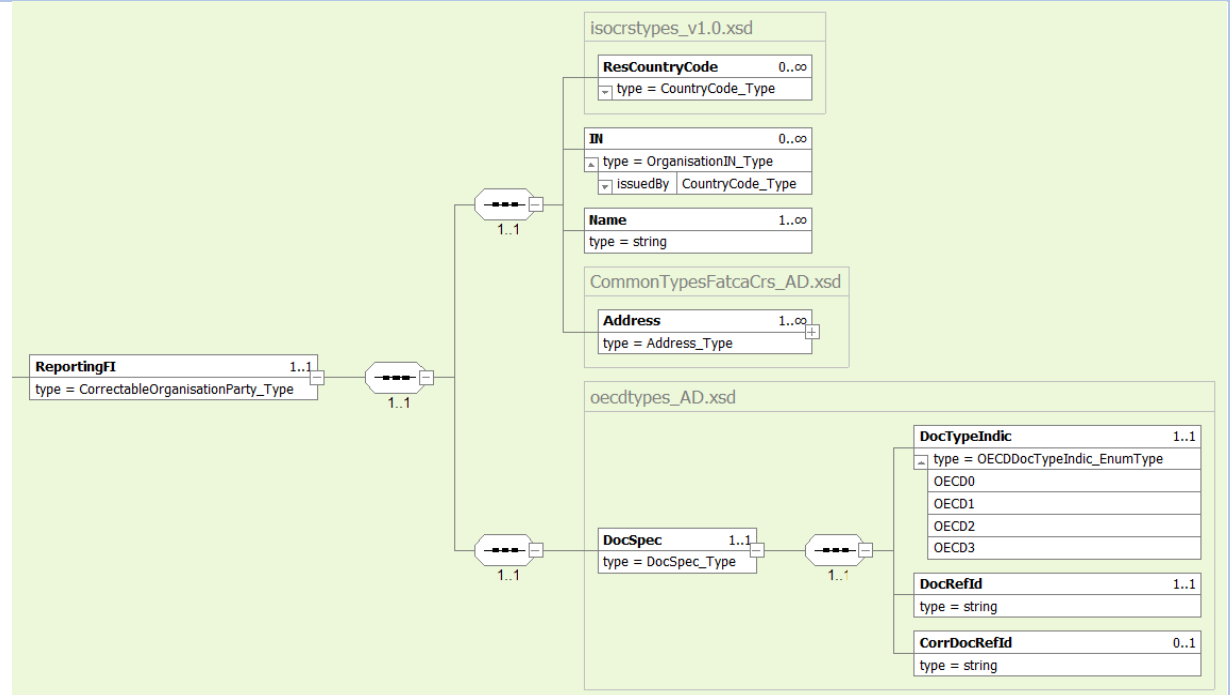 isocrstypes_v1.0.xsd
ResCountryCode 0..∞
type = CountryCode_Type
IN 0..∞
type = OrganisationIN_Type
issuedBy CountryCode_Type
1..1
Name 1..∞
type = string
CommonTypesFatcaCrs_AD.xsd
Address 1..∞
type = Address_Type
ReportingFI 1..1
type = CorrectableOrganisationParty_Type
1..1
oecdtypes_AD.xsd
DocTypeIndic 1..1
type = OECDDocTypeIndic_EnumType
OECD0
OECD1
OECD2
OECD3
DocSpec 1..1
type = DocSpec_Type
1..1
1..1
DocRefId 1..1
type = string
CorrDocRefId 0..1
type = string